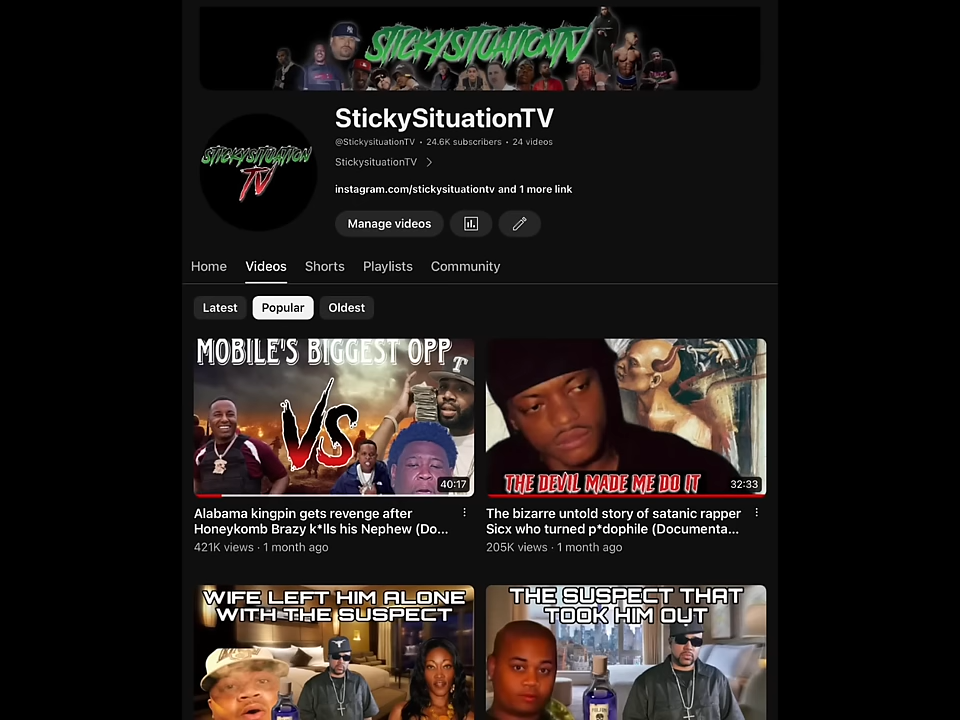 STICKYSITUATIONTV
STICKYSITUATION
TV
StickySituationTV
@StickysituationTV • 24.6K subscribers • 24 videos
StickysituationTV
instagram.com/stickysituationtv and 1 more link
Manage videos
Home Videos Shorts Playlists Community
Latest Popular Oldest
MOBILE'S BIGGEST OPP
VS
40:17
THE DEVIL MADE ME DO IT
32:33
Alabama kingpin gets revenge after
Honeykomb Brazy k*lls his Nephew (Do...
421K views · 1 month ago
The bizarre untold story of satanic rapper
Sicx who turned p*dophile (Documenta...
205K views · 1 month ago
WIFE LEFT HIM ALONE
WITH THE SUSPECT
THE SUSPECT THAT
TOOK HIM OUT